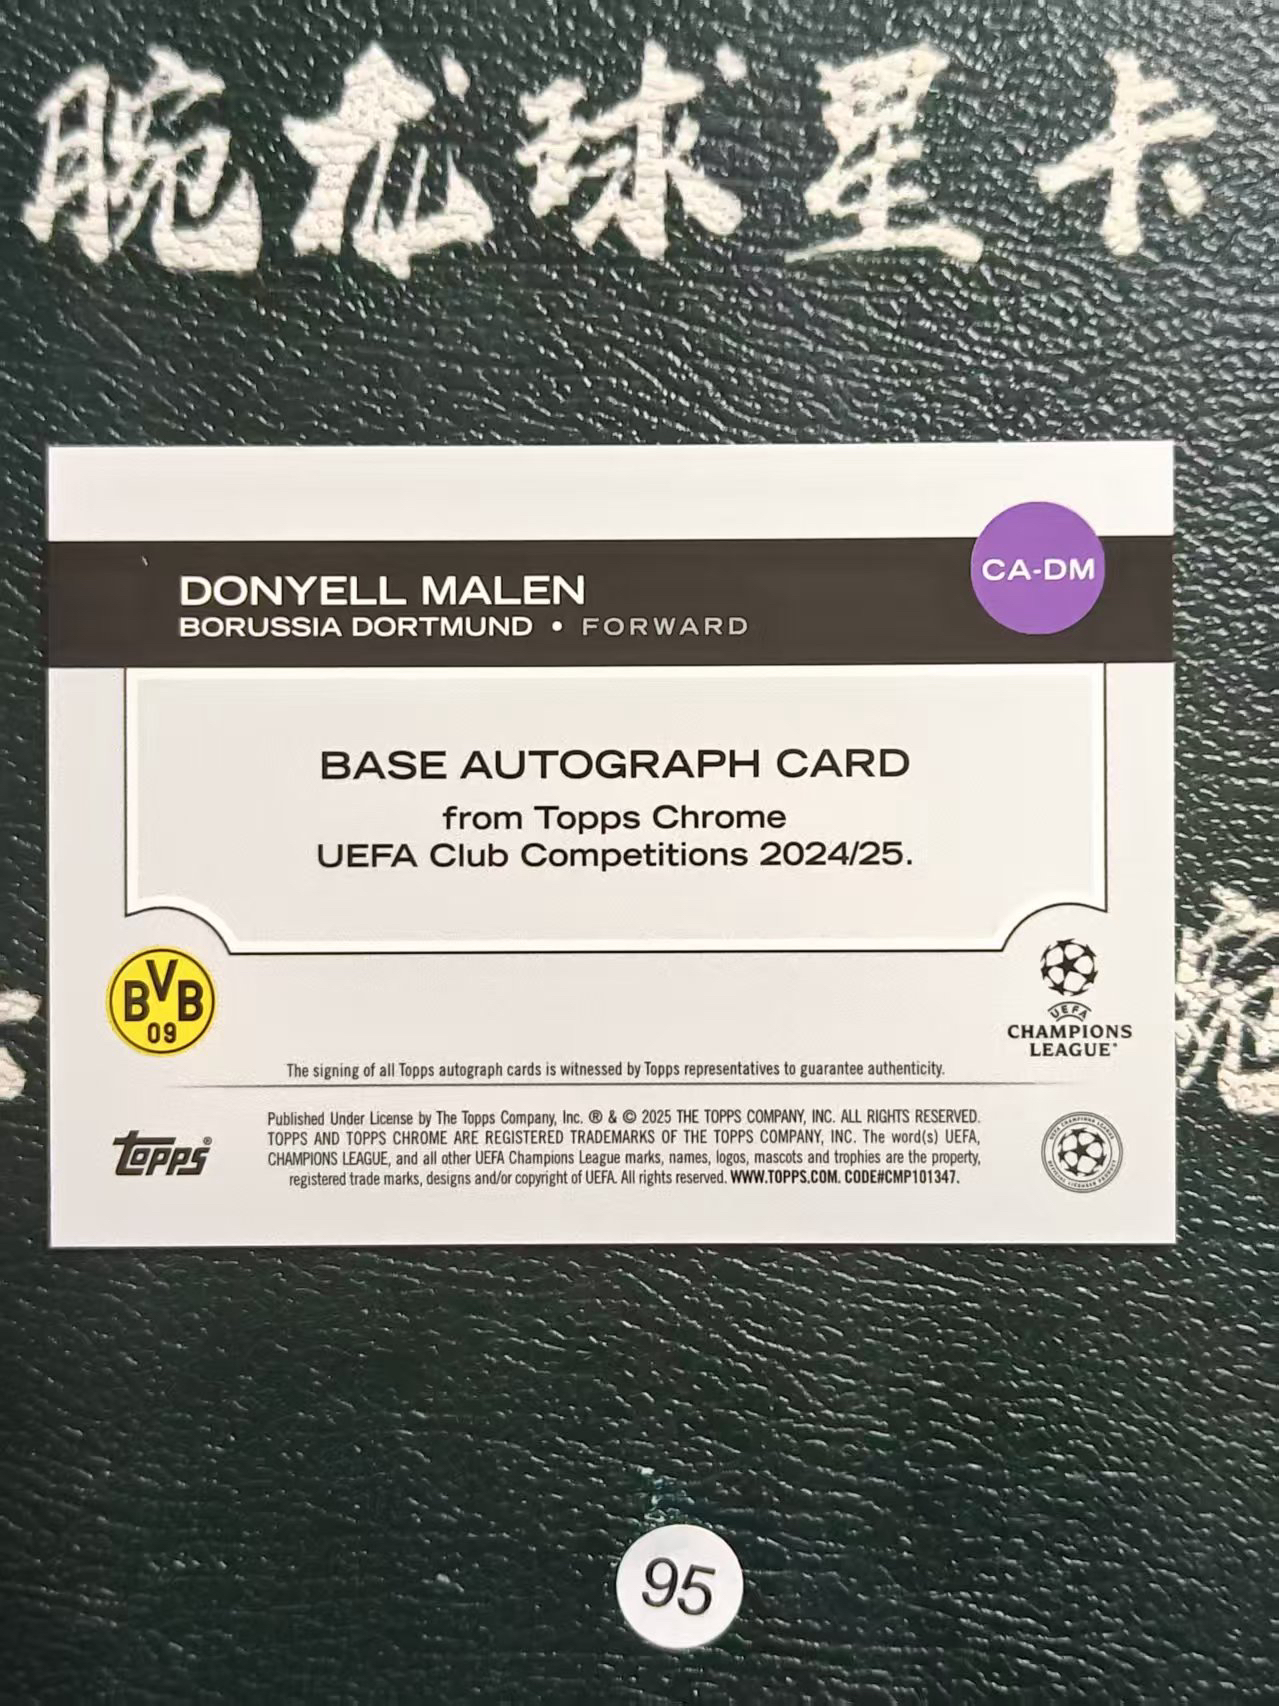 腕龙球星卡
CA-DM
DONYELL MALEN
BORUSSIA DORTMUND • FORWARD
BASE AUTOGRAPH CARD
from Topps Chrome
UEFA Club Competitions 2024/25.
BVB
09
UEFA
CHAMPIONS
LEAGUE
The signing of all Topps autograph cards is witnessed by Topps representatives to guarantee authenticity.
Topps®
Published Under License by The Topps Company, Inc. ® & © 2025 THE TOPPS COMPANY, INC. ALL RIGHTS RESERVED.
TOPPS AND TOPPS CHROME ARE REGISTERED TRADEMARKS OF THE TOPPS COMPANY, INC. The word(s) UEFA,
CHAMPIONS LEAGUE, and all other UEFA Champions League marks, names, logos, mascots and trophies are the property,
registered trade marks, designs and/or copyright of UEFA. All rights reserved. WWW.TOPPS.COM. CODE#CMP101347.
95